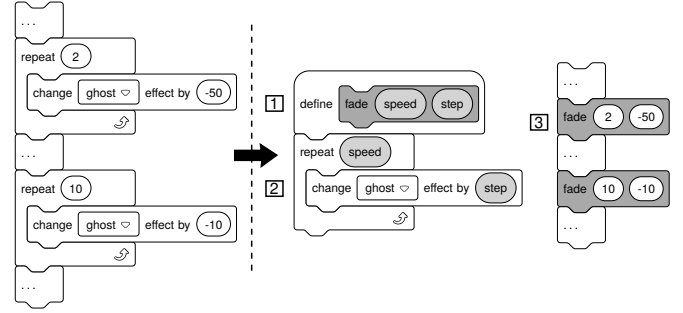 ...
repeat 2
change ghost effect by -50
...
repeat 10
change ghost effect by -10
...
1 define fade speed step
repeat speed
2 change ghost effect by step
...
3 fade 2 -50
...
fade 10 -10
...